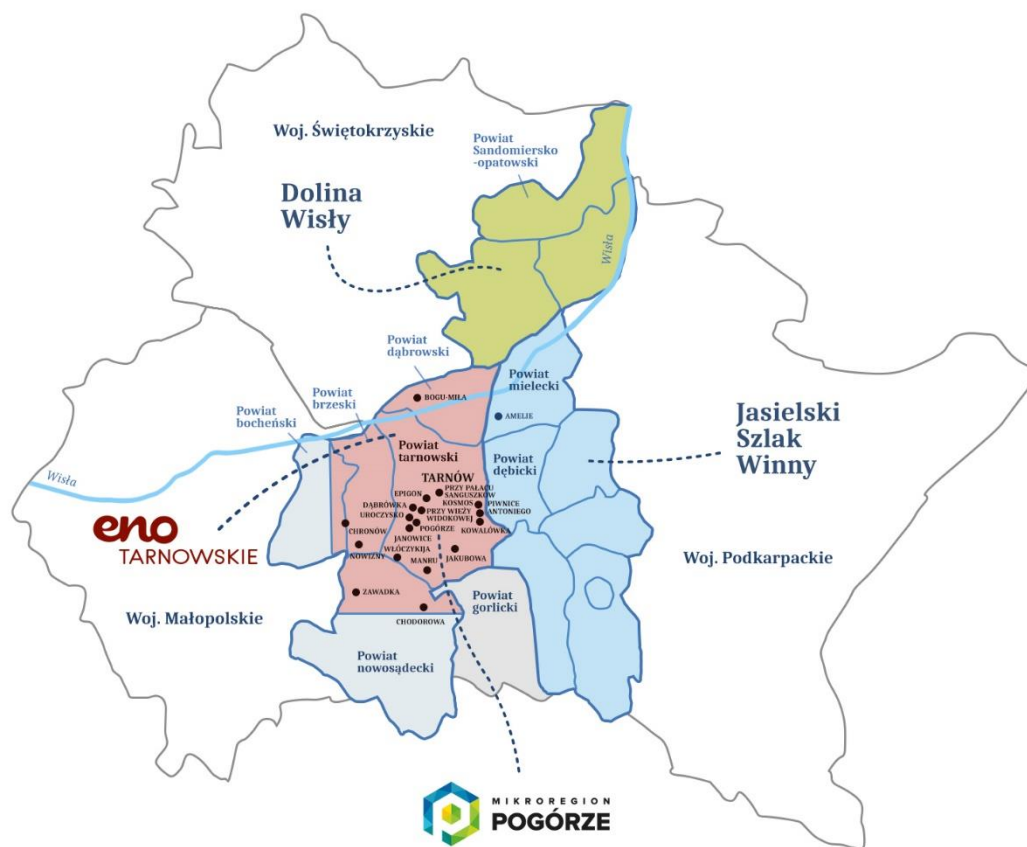 Woj. Świętokrzyskie
Powiat
Sandomiersko
-opatowski
Dolina
Wisły
Wisła
Powiat
dąbrowski
Powiat
mielecki
BOGU-MIŁA
Powiat
brzeski
Powiat
bocheński
AMELIE
Jasielski
Szlak
Winny
Powiat
tarnowski
Powiat
dębicki
Wisła
TARNÓW
PRZY PAŁACU
SANGUSZKÓW
EPIGON
KOSMOS
PIWNICE
ANTONIEGO
DĄBRÓWKA
PRZY WIEŻY
WIDOKOWEJ
UROCZYSKO
POGÓRZE
KOWALÓWKA
CHRONÓW
JANOWICE
eno
TARNOWSKIE
NOWIZNY
WŁÓCZYKIJA
MANRU
JAKUBOWA
Woj. Podkarpackie
ZAWADKA
Powiat
gorlicki
CHODOROWA
Woj. Małopolskie
Powiat
nowosądecki
MIKROREGION
POGÓRZE